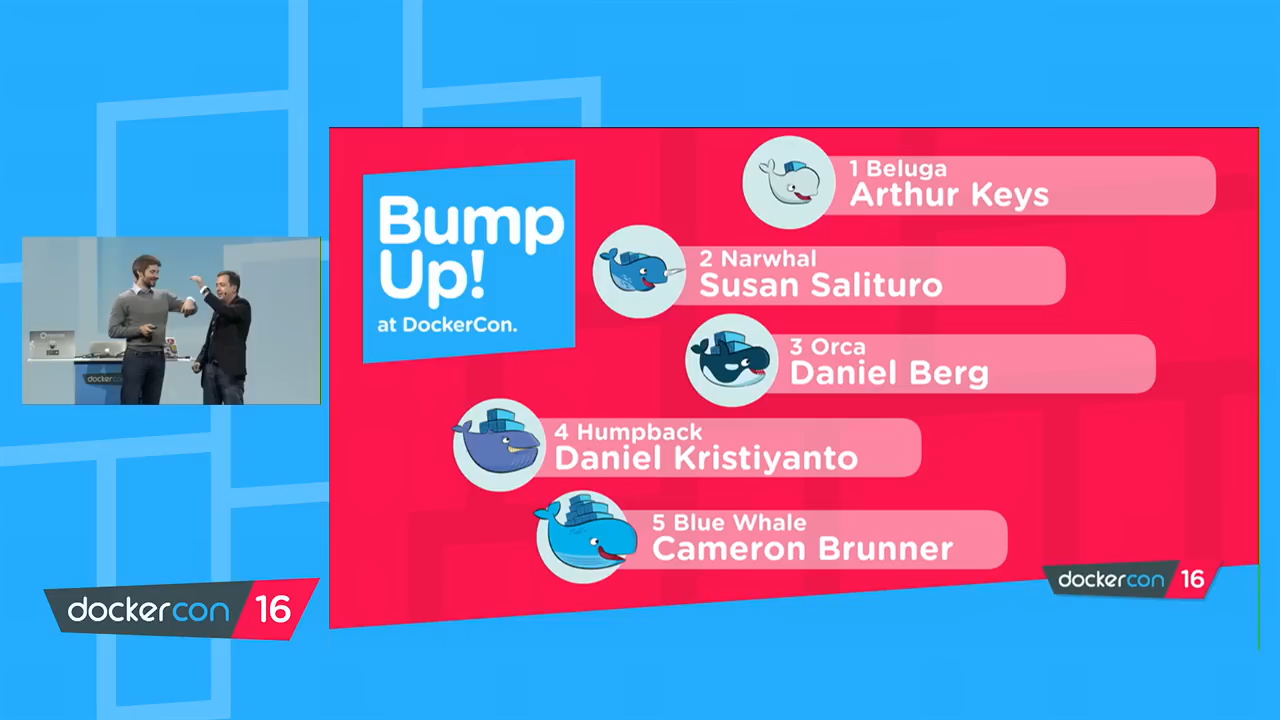 Bump
Up!
at DockerCon.
1 Beluga
Arthur Keys
2 Narwhal
Susan Salituro
3 Orca
Daniel Berg
4 Humpback
Daniel Kristiyanto
5 Blue Whale
Cameron Brunner
dockercon 16
dockercon
dockercon 16